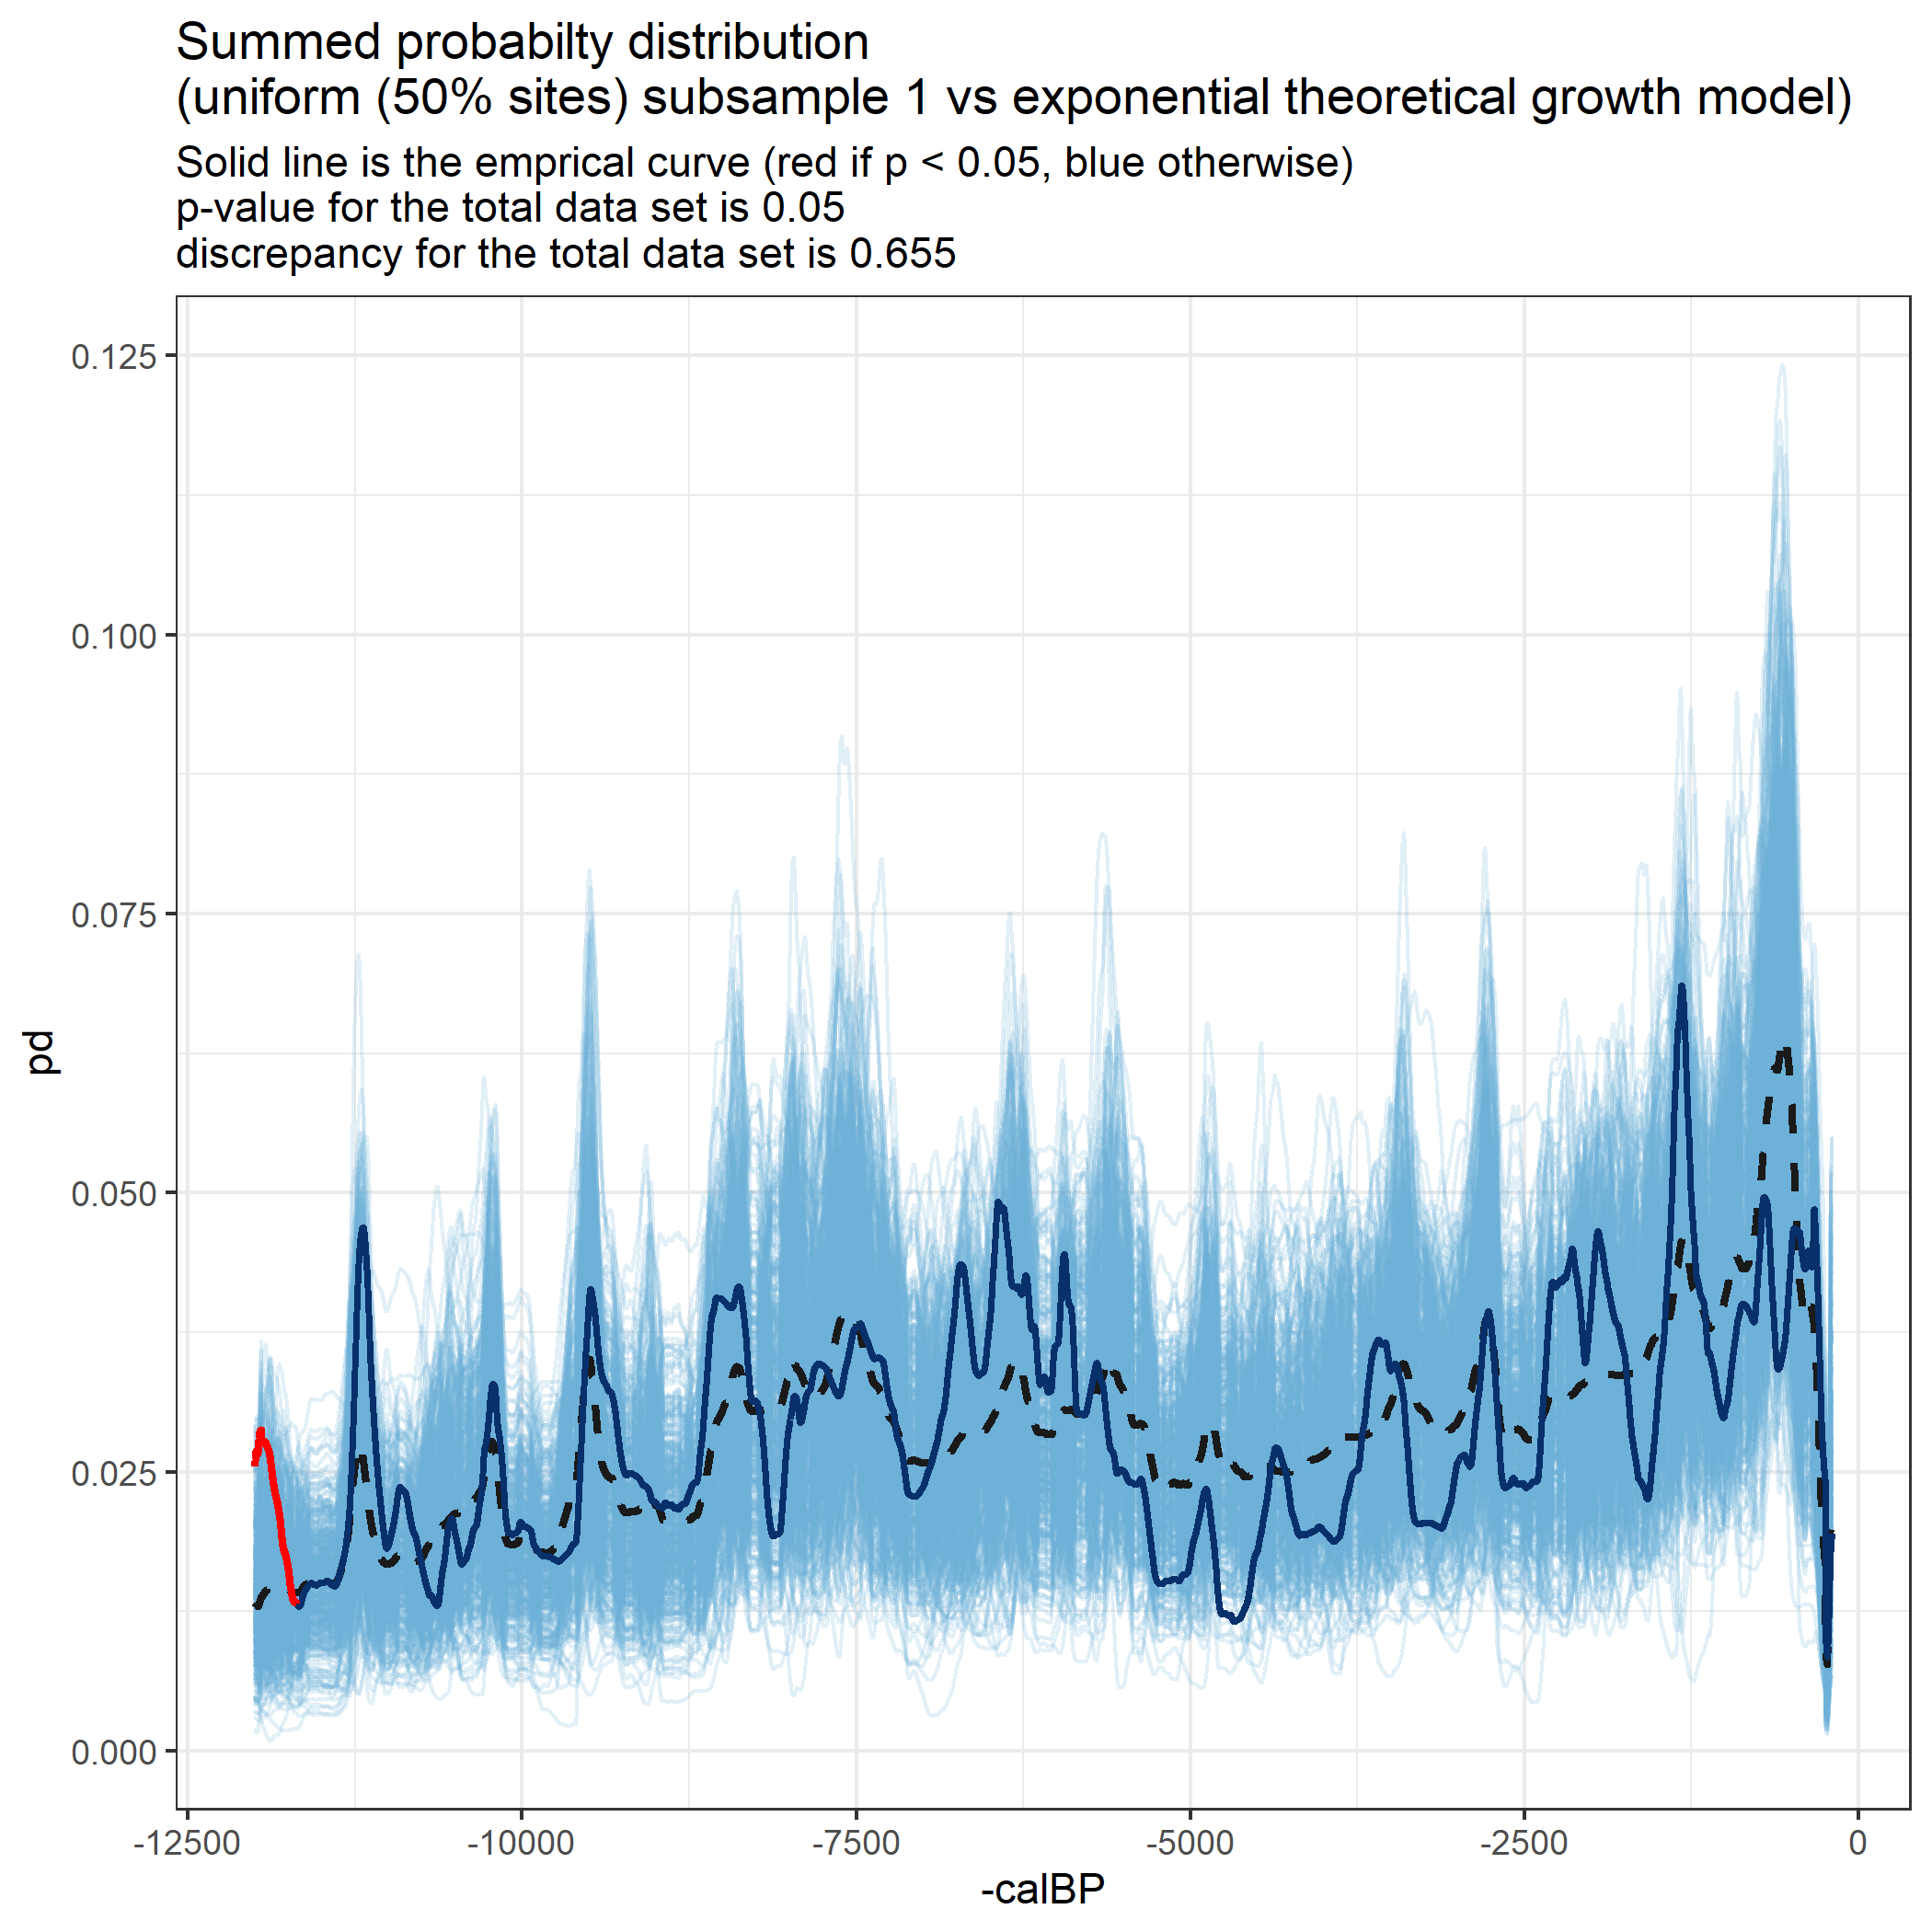 Summed probabilty distribution
(uniform (50% sites) subsample 1 vs exponential theoretical growth model)
Solid line is the emprical curve (red if p < 0.05, blue otherwise)
p-value for the total data set is 0.05
discrepancy for the total data set is 0.655
0.125
0.100
0.075
0.050
0.025
0.000
pd
-12500
-10000
-7500
-5000
-2500
0
-calBP